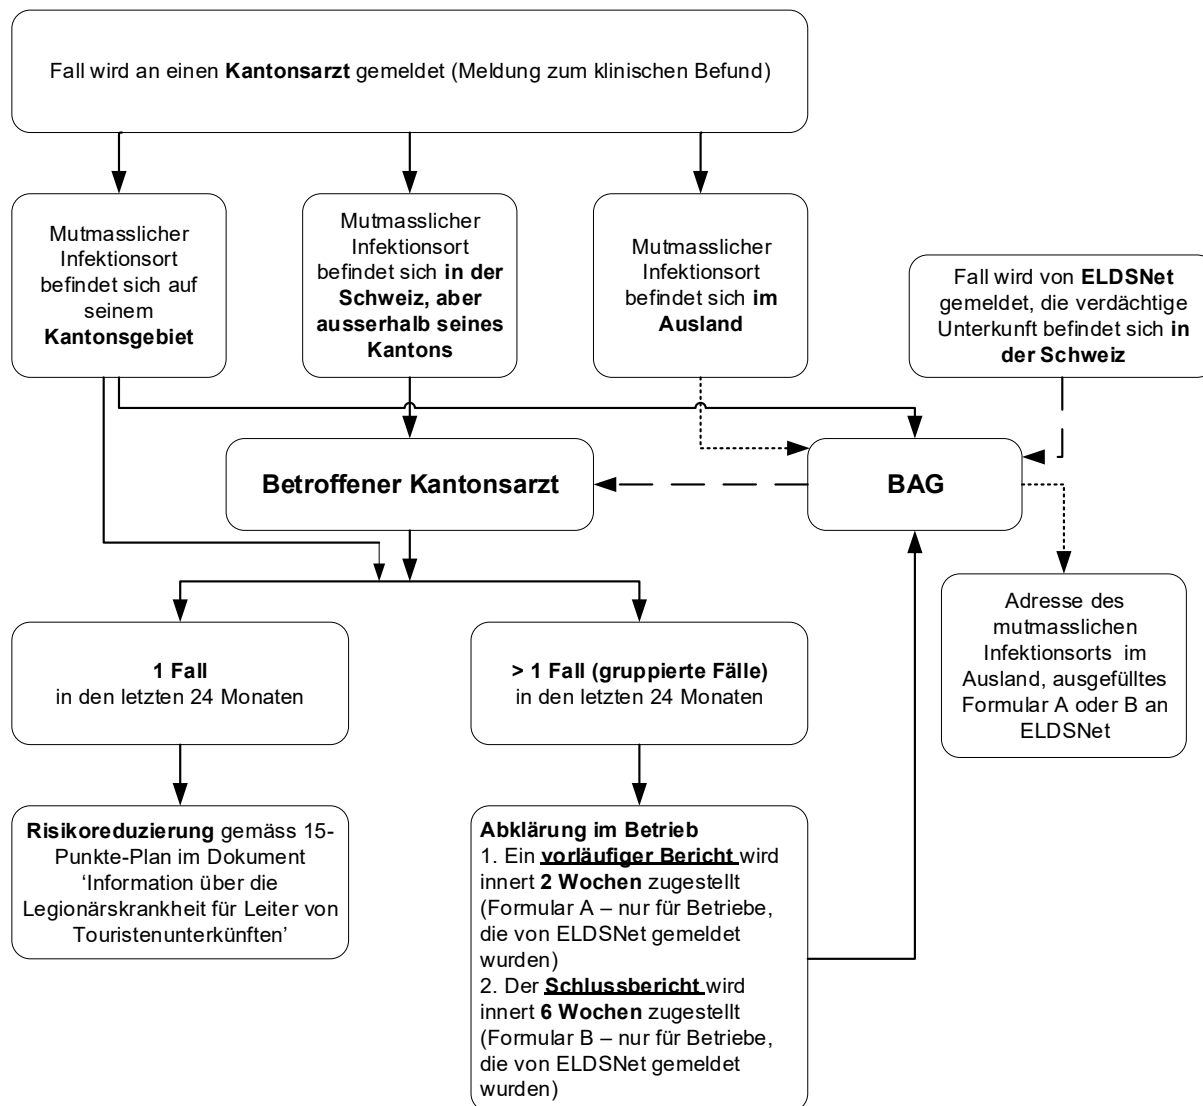 Fall wird an einen Kantonsarzt gemeldet (Meldung zum klinischen Befund)
Mutmasslicher
Infektionsort
befindet sich auf
seinem
Kantonsgebiet
Mutmasslicher
Infektionsort
befindet sich in der
Schweiz, aber
ausserhalb seines
Kantons
Mutmasslicher
Infektionsort
befindet sich im
Ausland
Fall wird von ELDSNet
gemeldet, die verdächtige
Unterkunft befindet sich in
der Schweiz
Betroffener Kantonsarzt
BAG
Adresse des
mutmasslichen
Infektionsorts im
Ausland, ausgefülltes
Formular A oder B an
ELDSNet
1 Fall
in den letzten 24 Monaten
> 1 Fall (gruppierte Fälle)
in den letzten 24 Monaten
Risikoreduzierung gemäss 15-
Punkte-Plan im Dokument
‘Information über die
Legionärskrankheit für Leiter von
Touristenunterkünften’
Abklärung im Betrieb
1. Ein vorläufiger Bericht wird
innert 2 Wochen zugestellt
(Formular A – nur für Betriebe,
die von ELDSNet gemeldet
wurden)
2. Der Schlussbericht wird
innert 6 Wochen zugestellt
(Formular B – nur für Betriebe,
die von ELDSNet gemeldet
wurden)